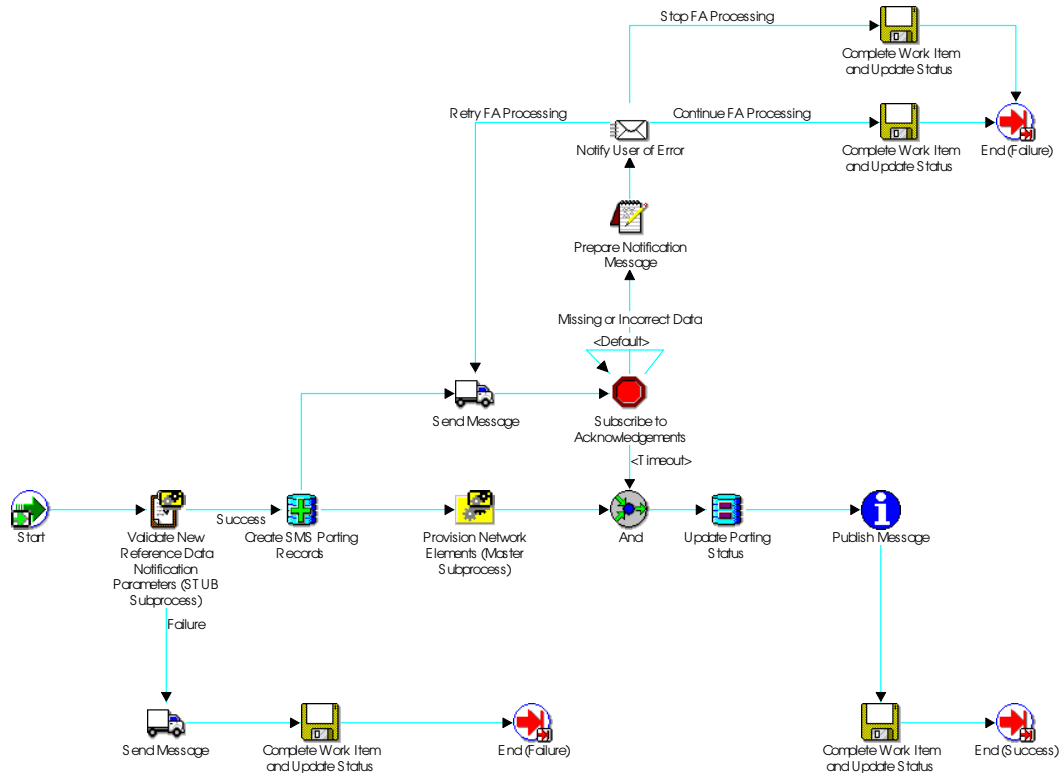 Stop FA Processing
Complete Work Item
and Update Status
Retry FA Processing
Continue FA Processing
Notify User of Error
Complete Work Item
and Update Status
End (Failure)
Prepare Notification
Message
Missing or Incorrect Data
<Default>
Send Message
Subscribe to
Acknowledgements
<Timeout>
Start
Success
Validate New
Reference Data
Notification
Parameters (STUB
Subprocess)
Create SMS Porting
Records
Provision Network
Elements (Master
Subprocess)
And
Update Porting
Status
Publish Message
Failure
Send Message
Complete Work Item
and Update Status
End (Failure)
Complete Work Item
and Update Status
End (Success)